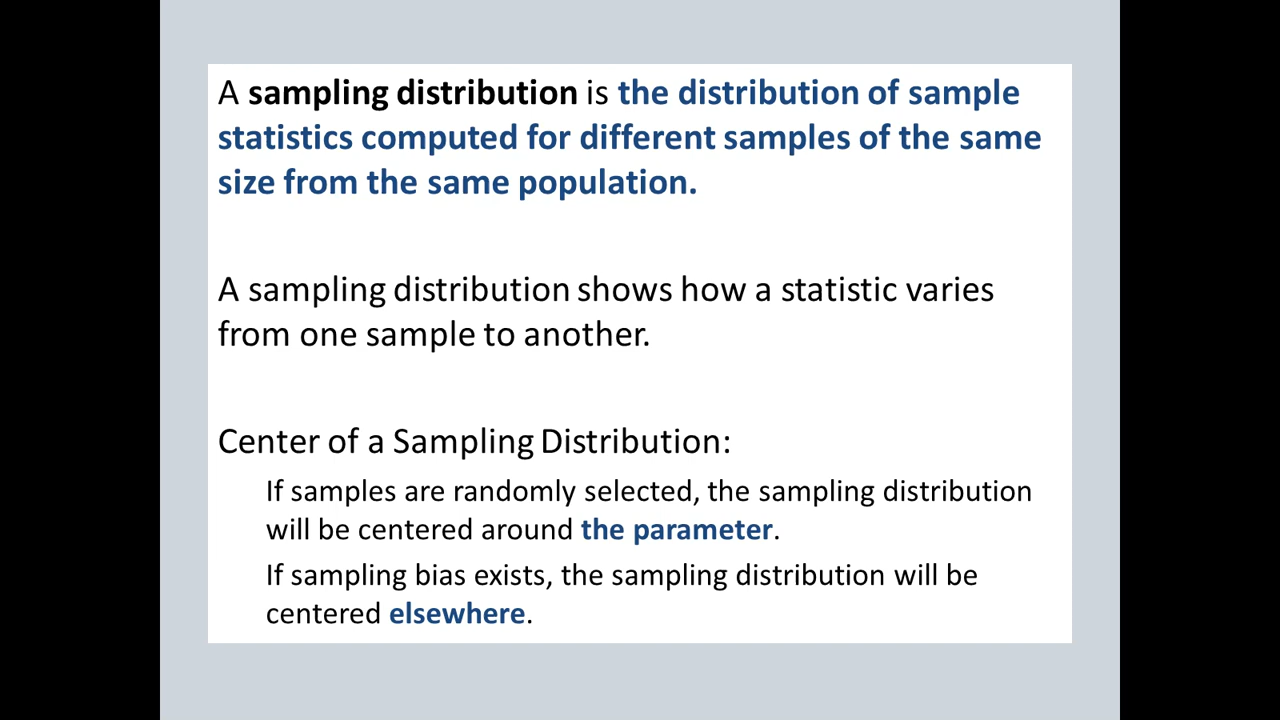 A sampling distribution is the distribution of sample
statistics computed for different samples of the same
size from the same population.
A sampling distribution shows how a statistic varies
from one sample to another.
Center of a Sampling Distribution:
If samples are randomly selected, the sampling distribution
will be centered around the parameter.
If sampling bias exists, the sampling distribution will be
centered elsewhere.